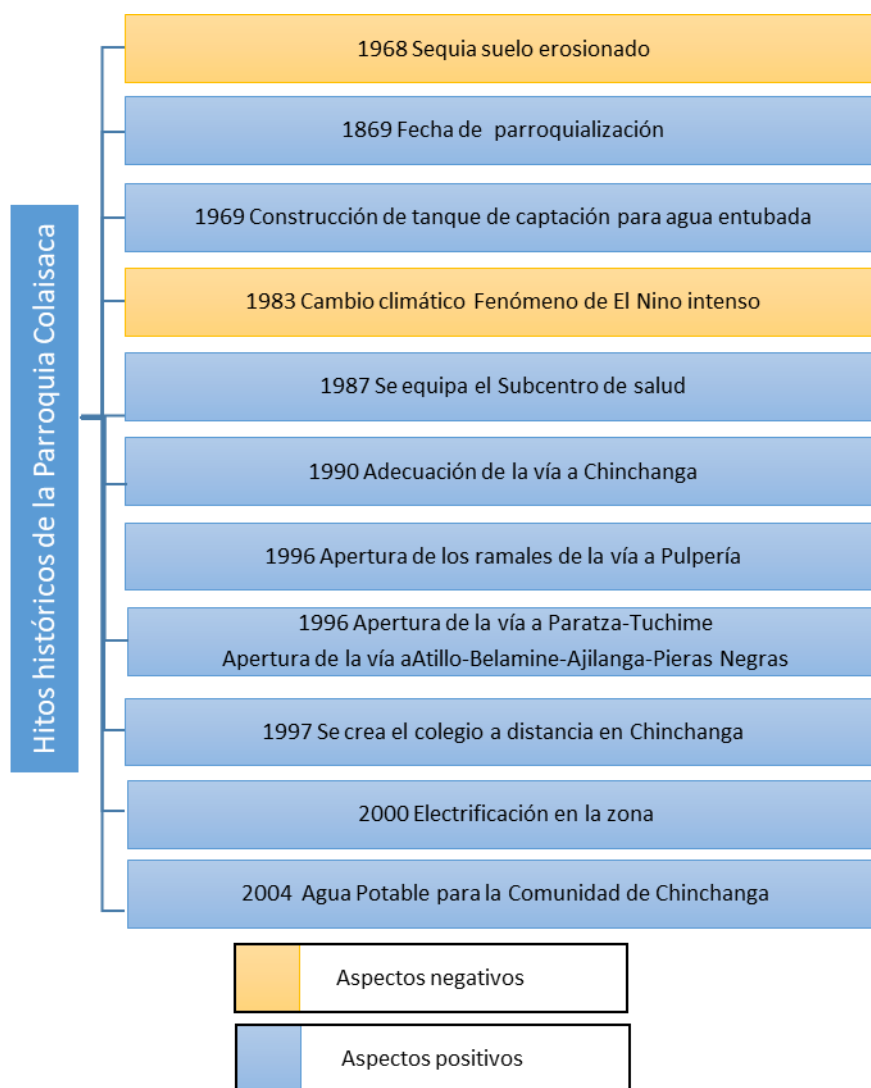 Hitos históricos de la Parroquia Colaisaca
1968 Sequia suelo erosionado
1869 Fecha de parroquialización
1969 Construcción de tanque de captación para agua entubada
1983 Cambio climático Fenómeno de El Nino intenso
1987 Se equipa el Subcentro de salud
1990 Adecuación de la vía a Chinchanga
1996 Apertura de los ramales de la vía a Pulpería
1996 Apertura de la vía a Paratza-Tuchime
Apertura de la vía aAtillo-Belamine-Ajilanga-Pieras Negras
1997 Se crea el colegio a distancia en Chinchanga
2000 Electrificación en la zona
2004 Agua Potable para la Comunidad de Chinchanga
Aspectos negativos
Aspectos positivos